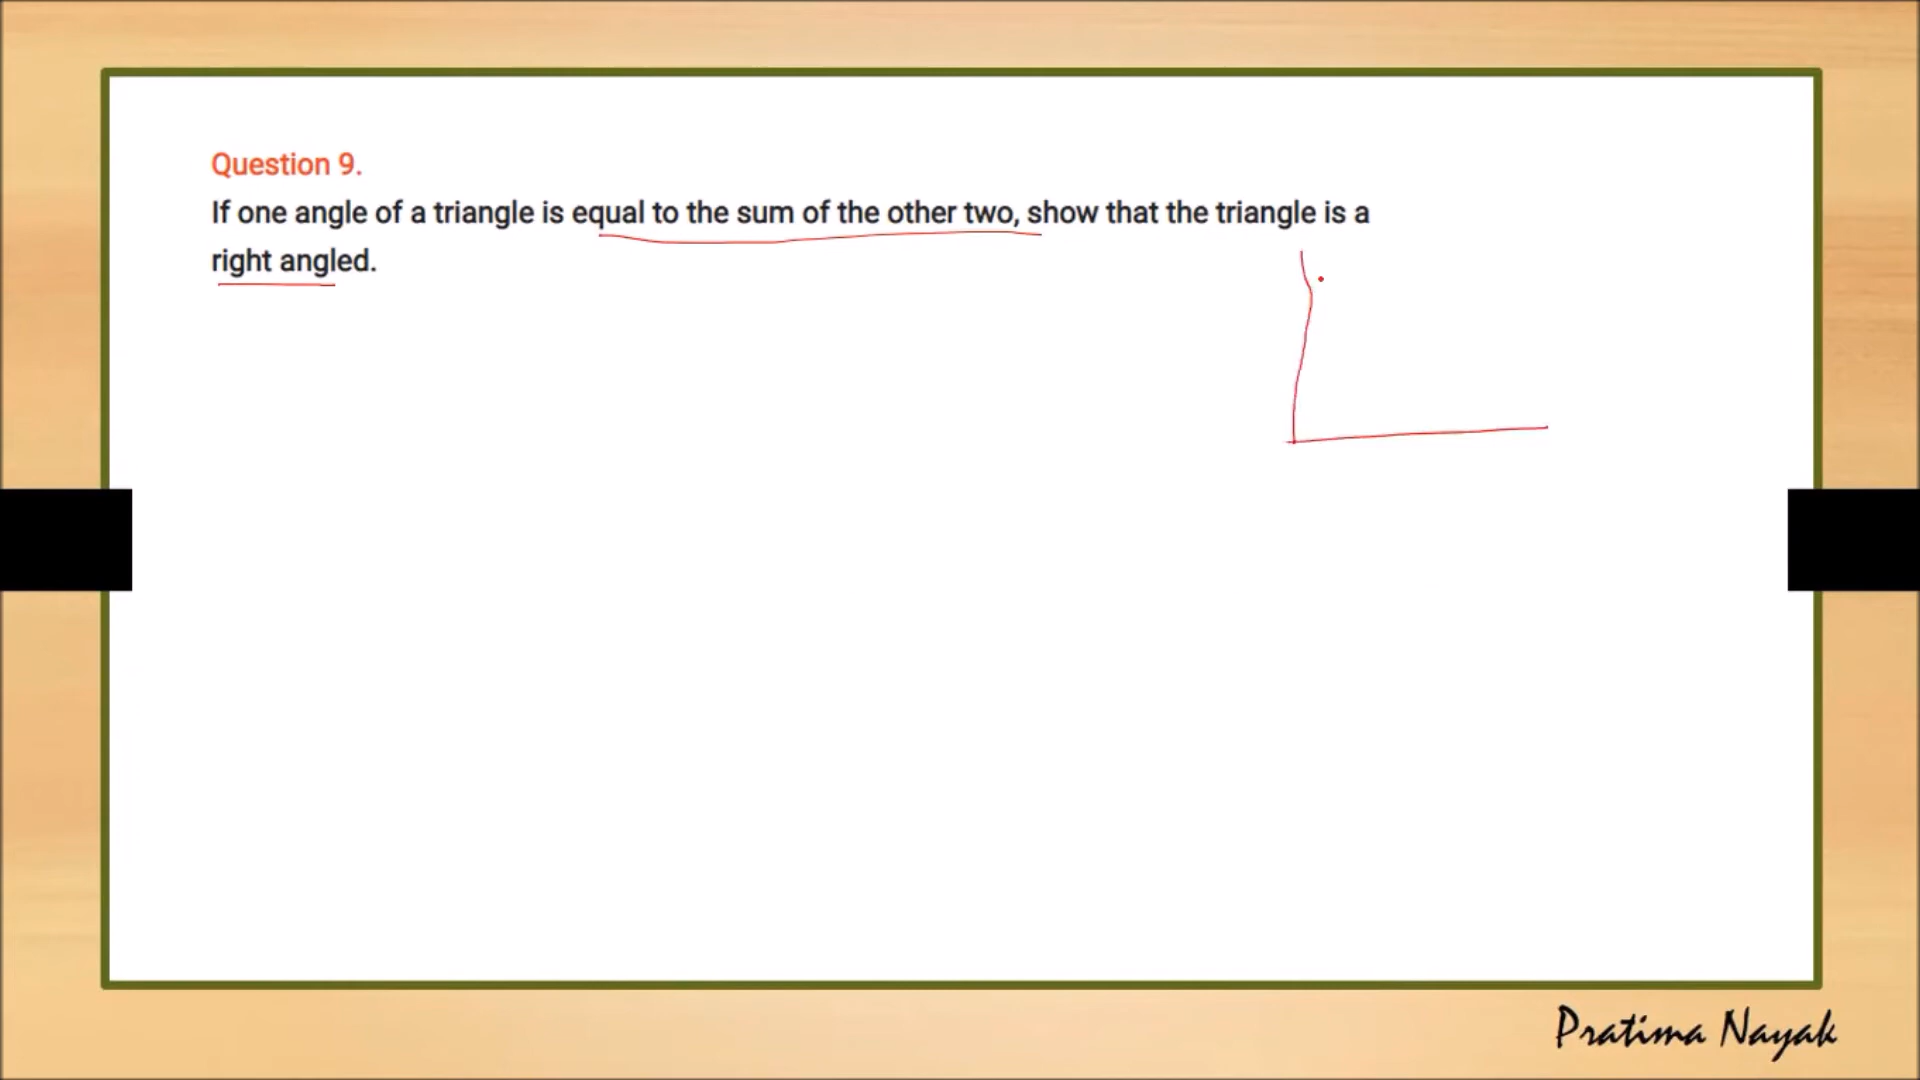 Question 9.
If one angle of a triangle is equal to the sum of the other two, show that the triangle is a
right angled.
Pratima Nayak